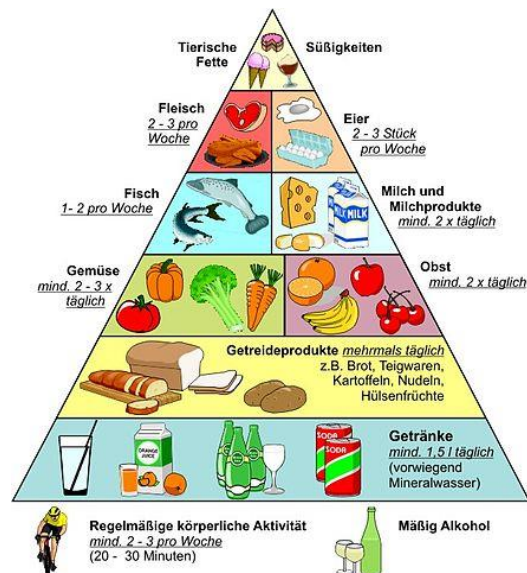 Tierische
Fette
Süßigkeiten
Fleisch
2 - 3 pro
Woche
Eier
2 - 3 Stück
pro Woche
Fisch
1- 2 pro Woche
Milch und
Milchprodukte
mind. 2 x täglich
MILK
MILK
Gemüse
mind. 2 - 3 x
täglich
Obst
mind. 2 x täglich
Getreideprodukte mehrmals täglich
z.B. Brot, Teigwaren,
Kartoffeln, Nudeln,
Hülsenfrüchte
ORANGE
JUICE
SODA
SODA
Getränke
mind. 1,5 l täglich
(vorwiegend
Mineralwasser)
Regelmäßige körperliche Aktivität
mind. 2 - 3 pro Woche
(20 - 30 Minuten)
Mäßig Alkohol